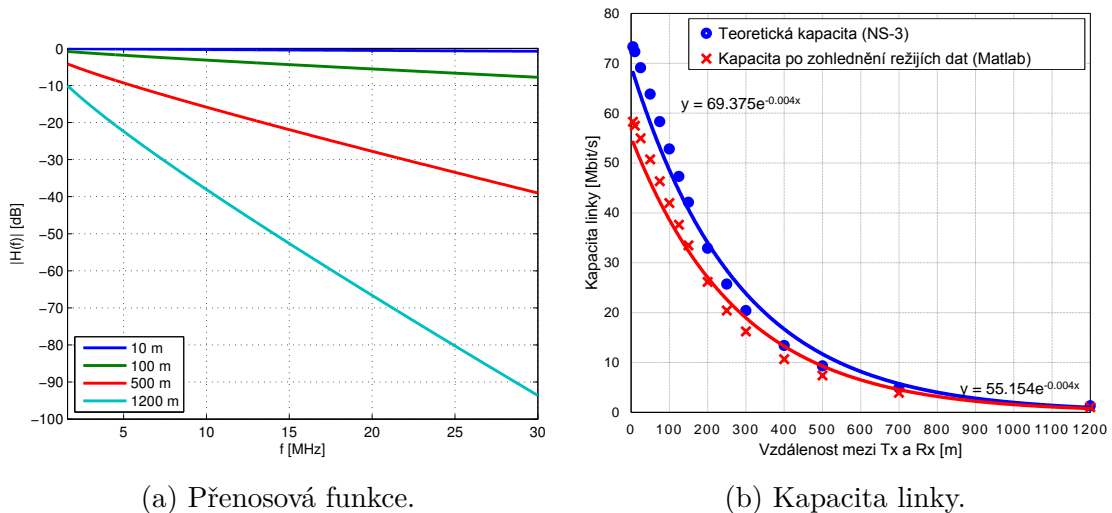 0
−10
−20
−30
−40
−50
−60
−70
−80
−90
−100
|H(f)| [dB]
10 m
100 m
500 m
1200 m
5 10 15 20 25 30
f [MHz]
(a) Přenosová funkce.
80
70
60
50
40
30
20
10
0
Kapacita linky [Mbit/s]
Teoretická kapacita (NS-3)
Kapacita po zohlednění režijích dat (Matlab)
y = 69.375e-0.004x
y = 55.154e-0.004x
0 100 200 300 400 500 600 700 800 900 1000 1100 1200
Vzdálenost mezi Tx a Rx [m]
(b) Kapacita linky.